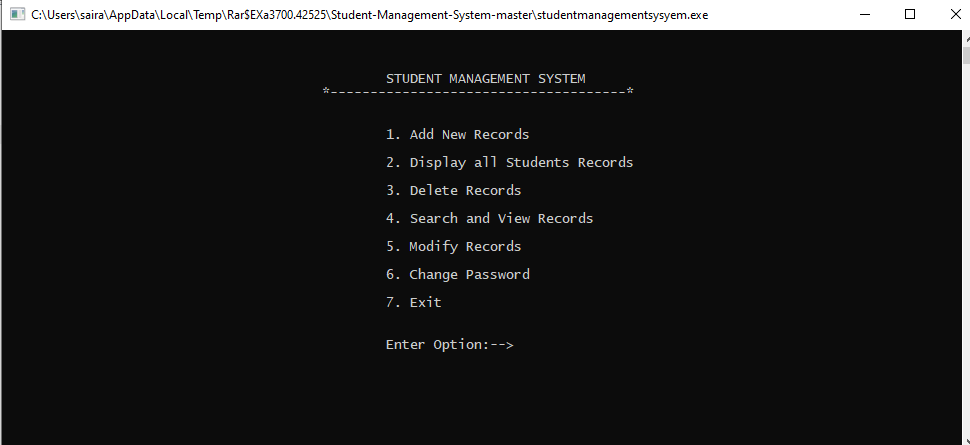 C:\Users\saira\AppData\Local\Temp\Rar$EXa3700.42525\Student-Management-System-master\studentmanagementsysyem.exe
STUDENT MANAGEMENT SYSTEM
*-------------------------------------*
1. Add New Records
2. Display all Students Records
3. Delete Records
4. Search and View Records
5. Modify Records
6. Change Password
7. Exit
Enter Option:-->